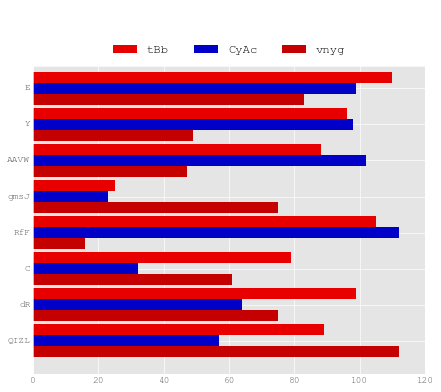 tBb CyAc vnyg
E
Y
AAVW
gmsJ
RfF
C
dR
QIZL
0 20 40 60 80 100 120